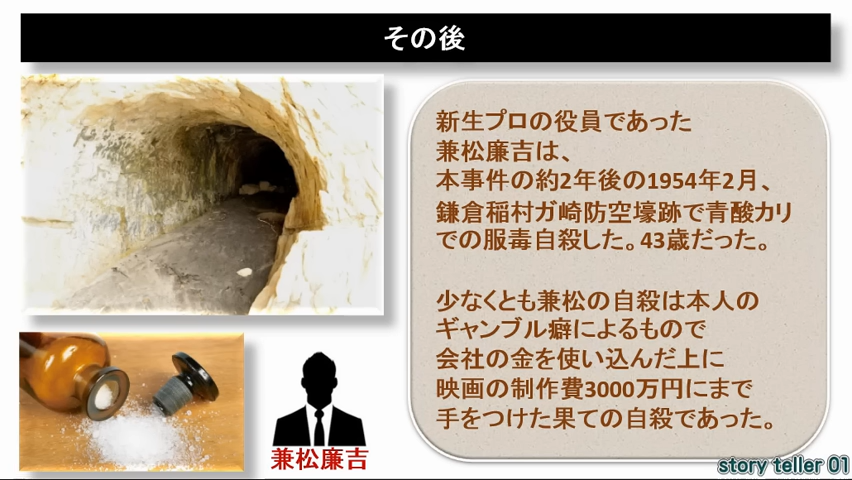 その後
新生プロの役員であった
兼松廉吉は、
本事件の約2年後の1954年2月、
鎌倉稲村ガ崎防空壕跡で青酸カリ
での服毒自殺した。43歳だった。
少なくとも兼松の自殺は本人の
ギャンブル癖によるもので
会社の金を使い込んだ上に
映画の制作費3000万円にまで
手をつけた果ての自殺であった。
兼松廉吉
story teller 01